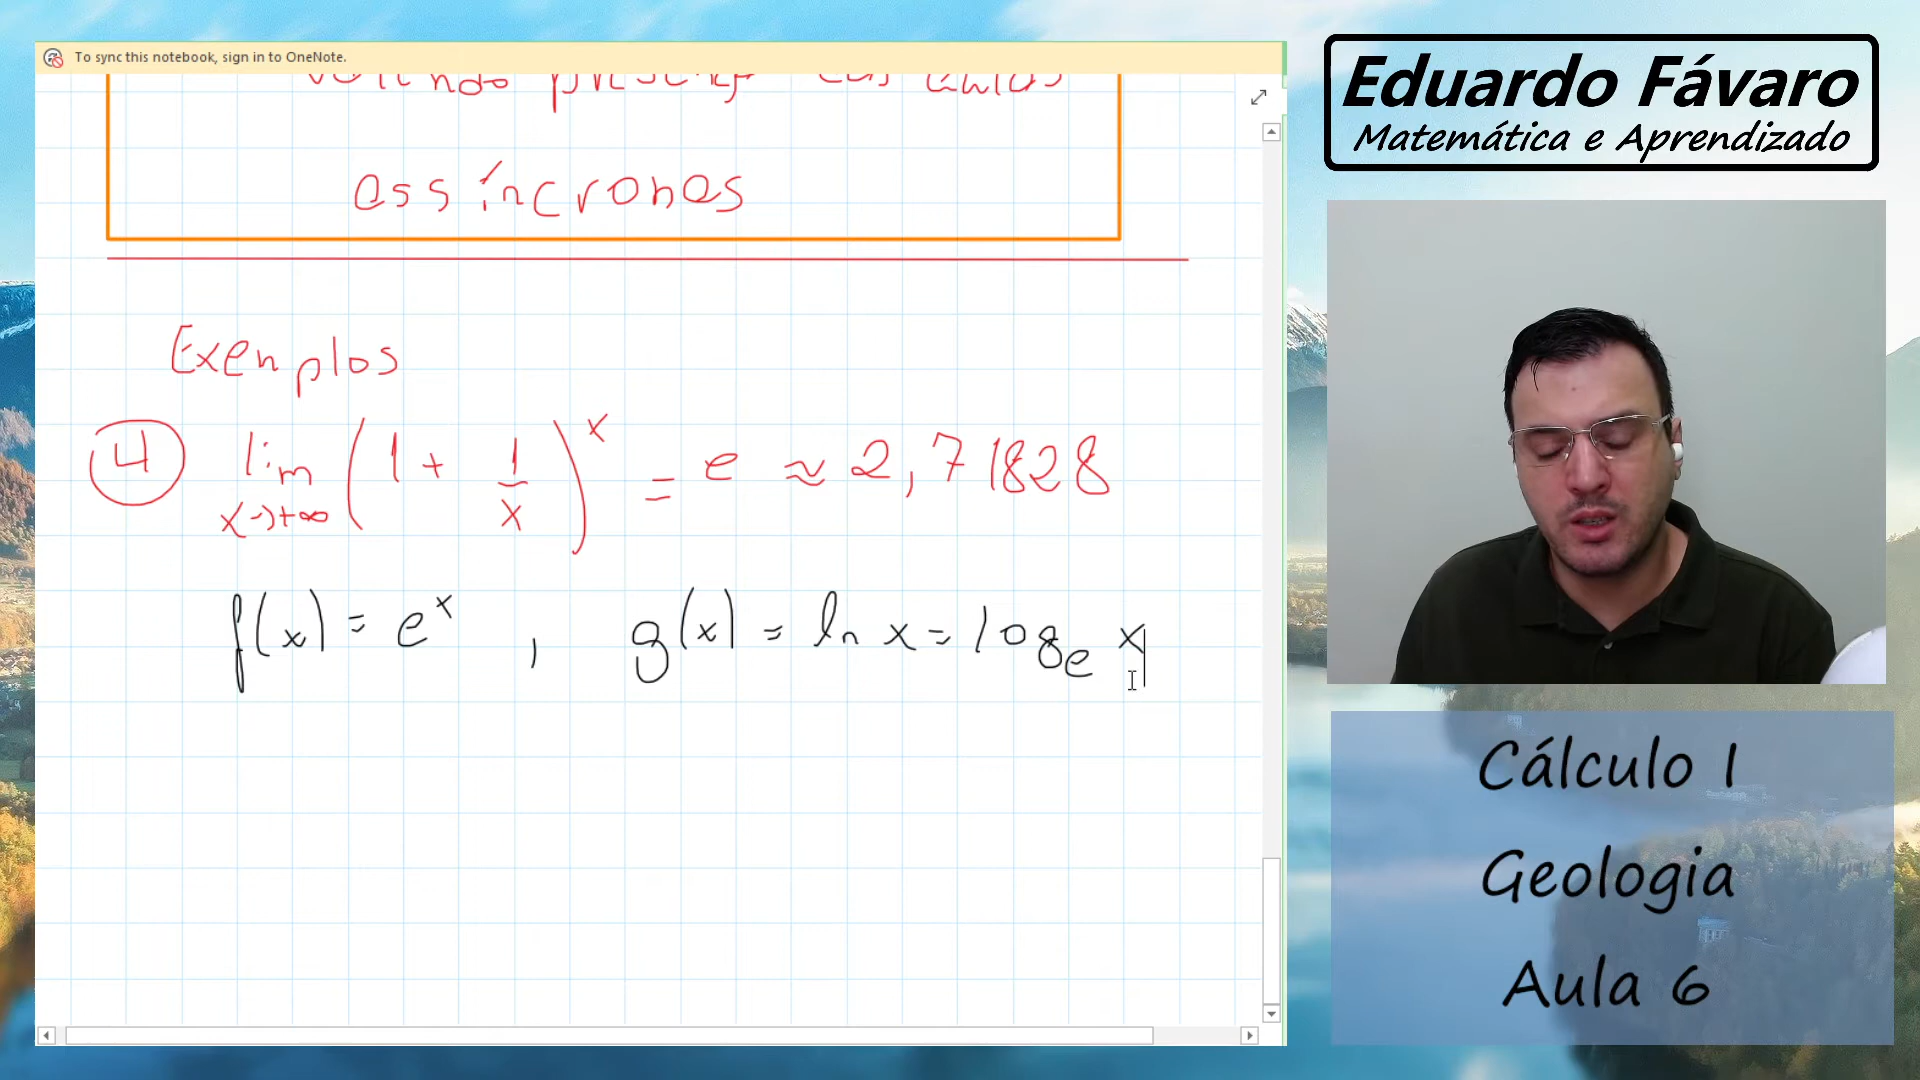 To sync this notebook, sign in to OneNote.
assíncronas
Exemplos
4 lim x→+∞ (1 + 1/x)^x = e ≈ 2,71828
f(x) = e^x , g(x) = ln x = log_e x
Eduardo Fávaro
Matemática e Aprendizado
Cálculo 1
Geologia
Aula 6